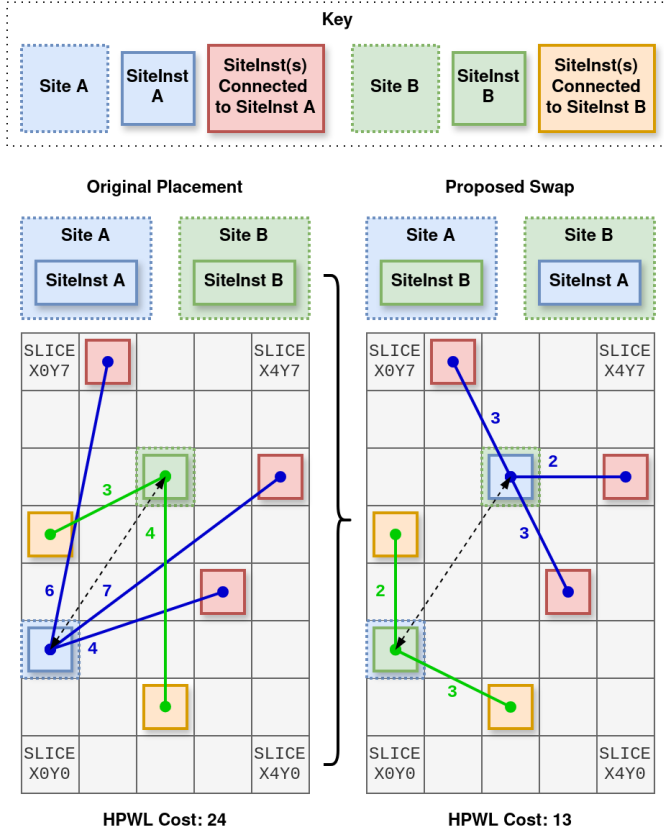 Key
Site A
SiteInst
A
SiteInst(s)
Connected
to SiteInst A
Site B
SiteInst
B
SiteInst(s)
Connected
to SiteInst B
Original Placement
Site A
SiteInst A
Site B
SiteInst B
SLICE
X0Y7
SLICE
X4Y7
3
4
6
7
4
SLICE
X0Y0
SLICE
X4Y0
HPWL Cost: 24
Proposed Swap
Site A
SiteInst B
Site B
SiteInst A
SLICE
X0Y7
SLICE
X4Y7
3
2
3
2
3
SLICE
X0Y0
SLICE
X4Y0
HPWL Cost: 13